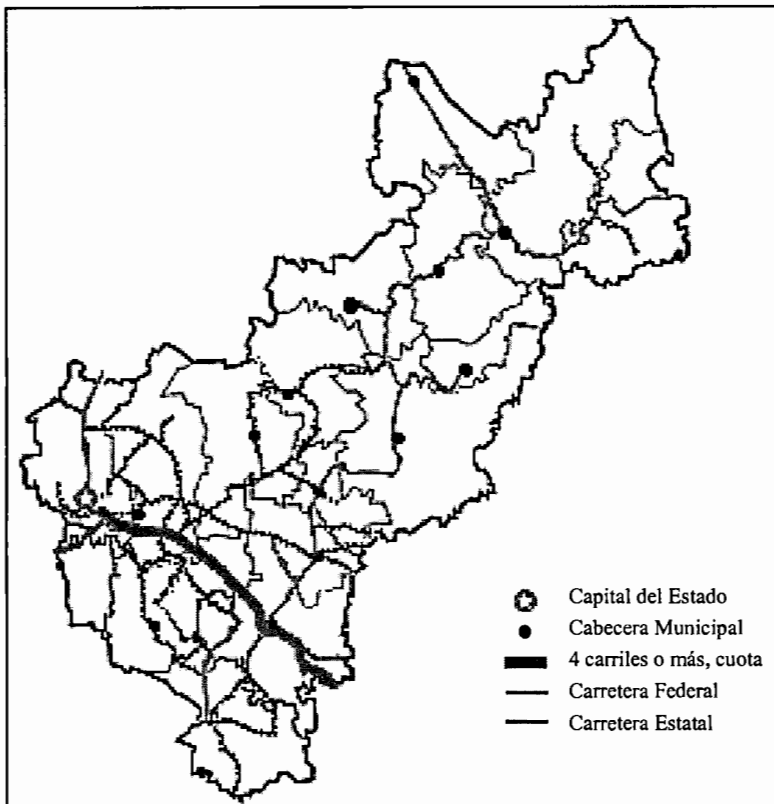 Capital del Estado
Cabecera Municipal
4 carriles o más, cuota
Carretera Federal
Carretera Estatal